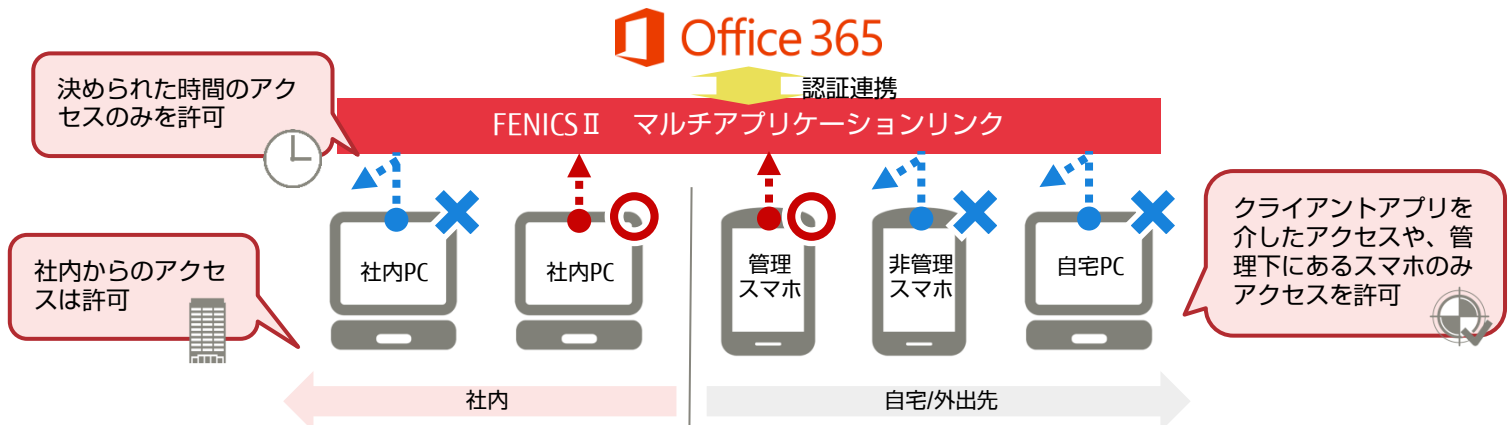 Office 365
決められた時間のアク
セスのみを許可
認証連携
FENICSⅡ　マルチアプリケーションリンク
社内からのアクセ
スは許可
社内PC
社内PC
管理
スマホ
非管理
スマホ
自宅PC
クライアントアプリを
介したアクセスや、管
理下にあるスマホのみ
アクセスを許可
社内
自宅/外出先